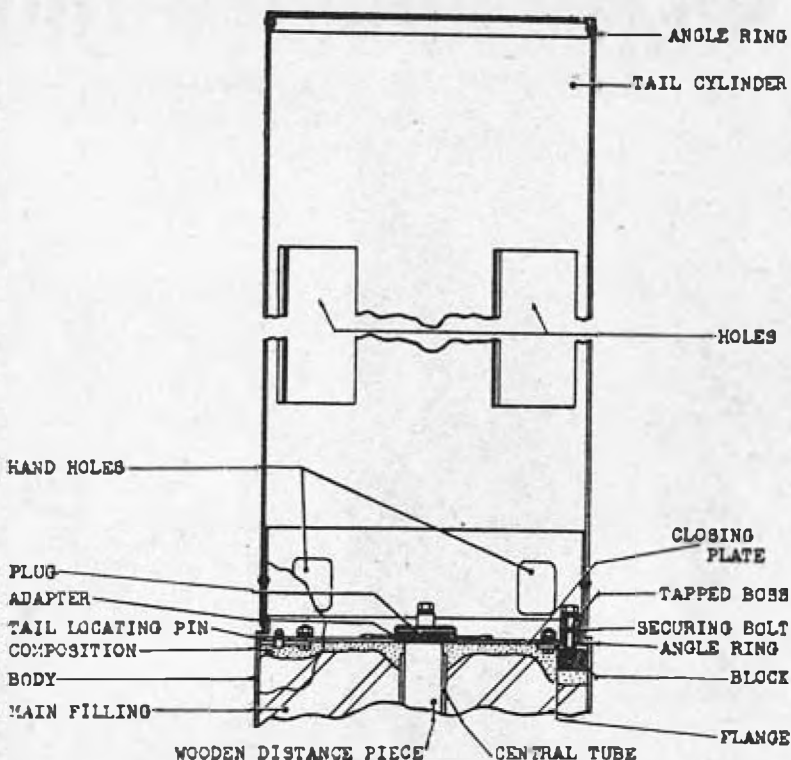 ANGLE RING
TAIL CYLINDER
HOLES
HAND HOLES
CLOSING
PLATE
PLUG
TAPPED BOSS
ADAPTER
TAIL LOCATING PIN
SECURING BOLT
COMPOSITION
ANGLE RING
BODY
BLOCK
MAIN FILLING
FLANGE
WOODEN DISTANCE PIECE
CENTRAL TUBE